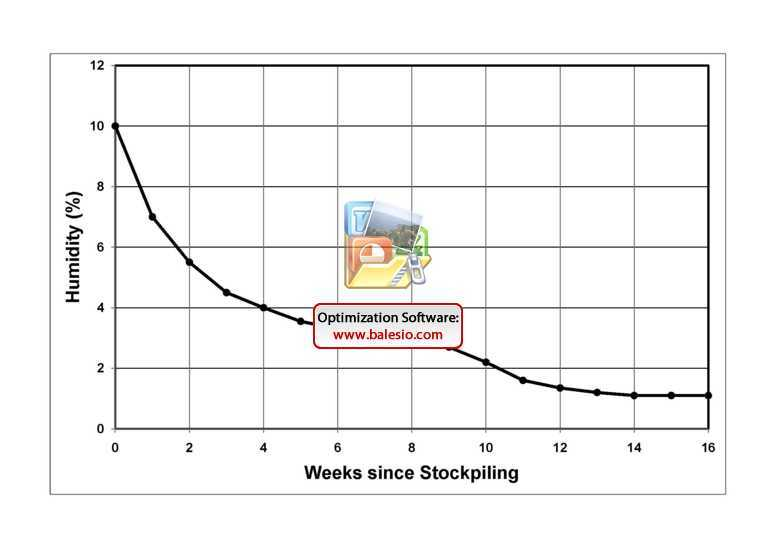 12
10
8
6
4
2
0
Humidity (%)
Optimization Software:
www.balesio.com
0 2 4 6 8 10 12 14 16
Weeks since Stockpiling